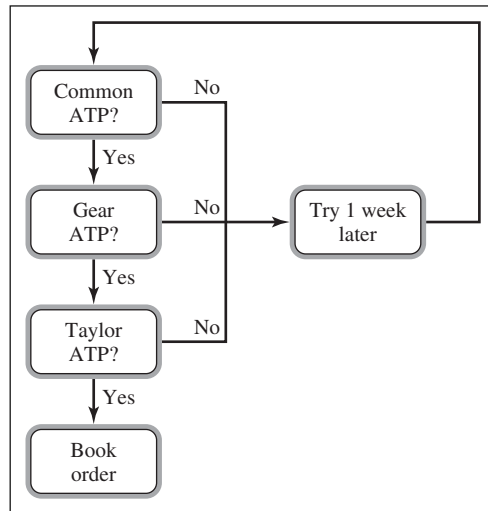 Common
ATP?
No
Yes
Gear
ATP?
No
Try 1 week
later
Yes
Taylor
ATP?
No
Yes
Book
order